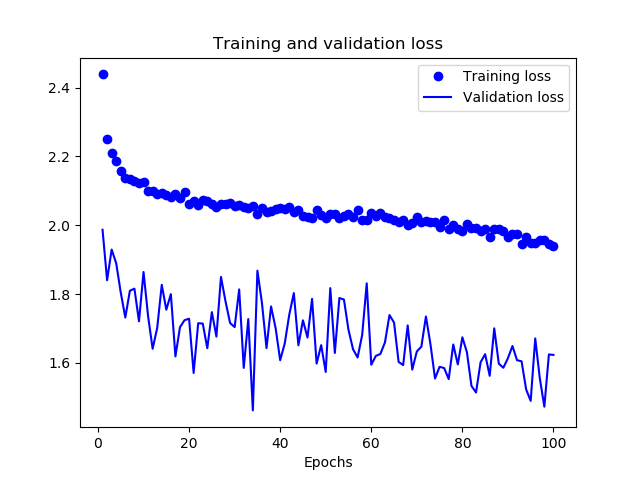 Training and validation loss
Training loss
Validation loss
2.4
2.2
2.0
1.8
1.6
0 20 40 60 80 100
Epochs